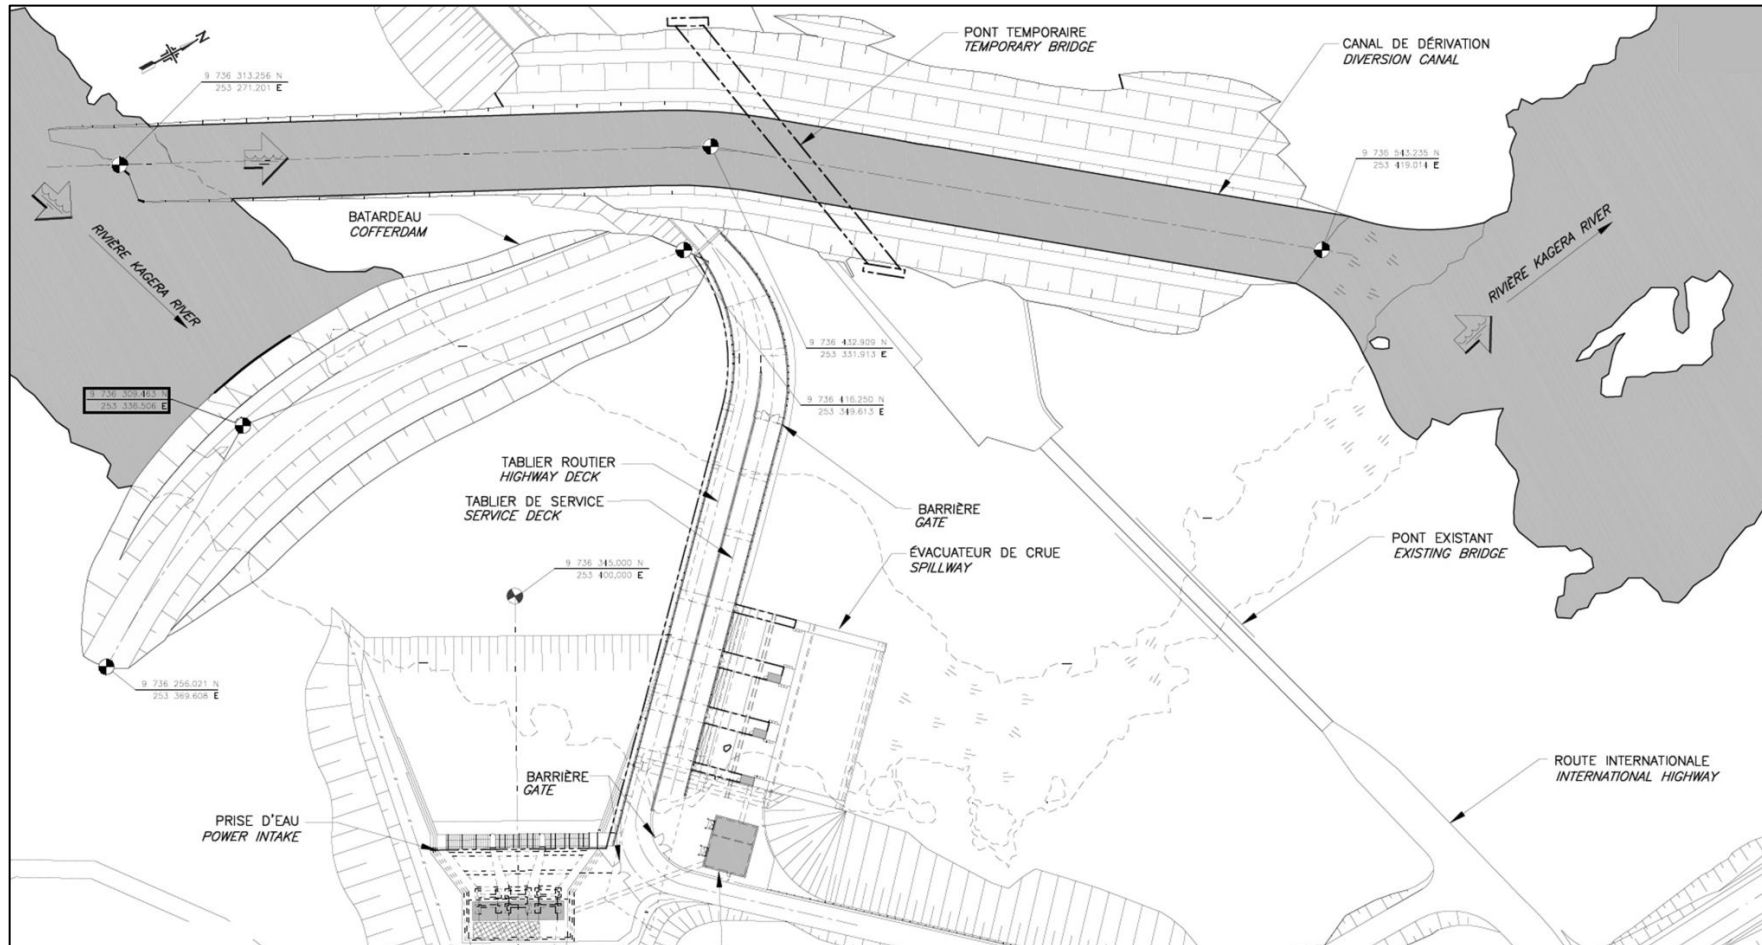 N
PONT TEMPORAIRE
TEMPORARY BRIDGE
CANAL DE DÉRIVATION
DIVERSION CANAL
9 736 313.256 N
253 271.201 E
9 736 543.235 N
253 419.014 E
BATARDEAU
COFFERDAM
RIVIÈRE KAGERA RIVER
RIVIÈRE KAGERA RIVER
9 736 432.909 N
253 331.913 E
9 736 309.463 N
253 336.506 E
9 736 416.250 N
253 349.613 E
TABLIER ROUTIER
HIGHWAY DECK
TABLIER DE SERVICE
SERVICE DECK
BARRIÈRE
GATE
PONT EXISTANT
EXISTING BRIDGE
ÉVACUATEUR DE CRUE
SPILLWAY
9 736 345.000 N
253 400.000 E
9 736 256.021 N
253 369.608 E
ROUTE INTERNATIONALE
INTERNATIONAL HIGHWAY
BARRIÈRE
GATE
PRISE D'EAU
POWER INTAKE